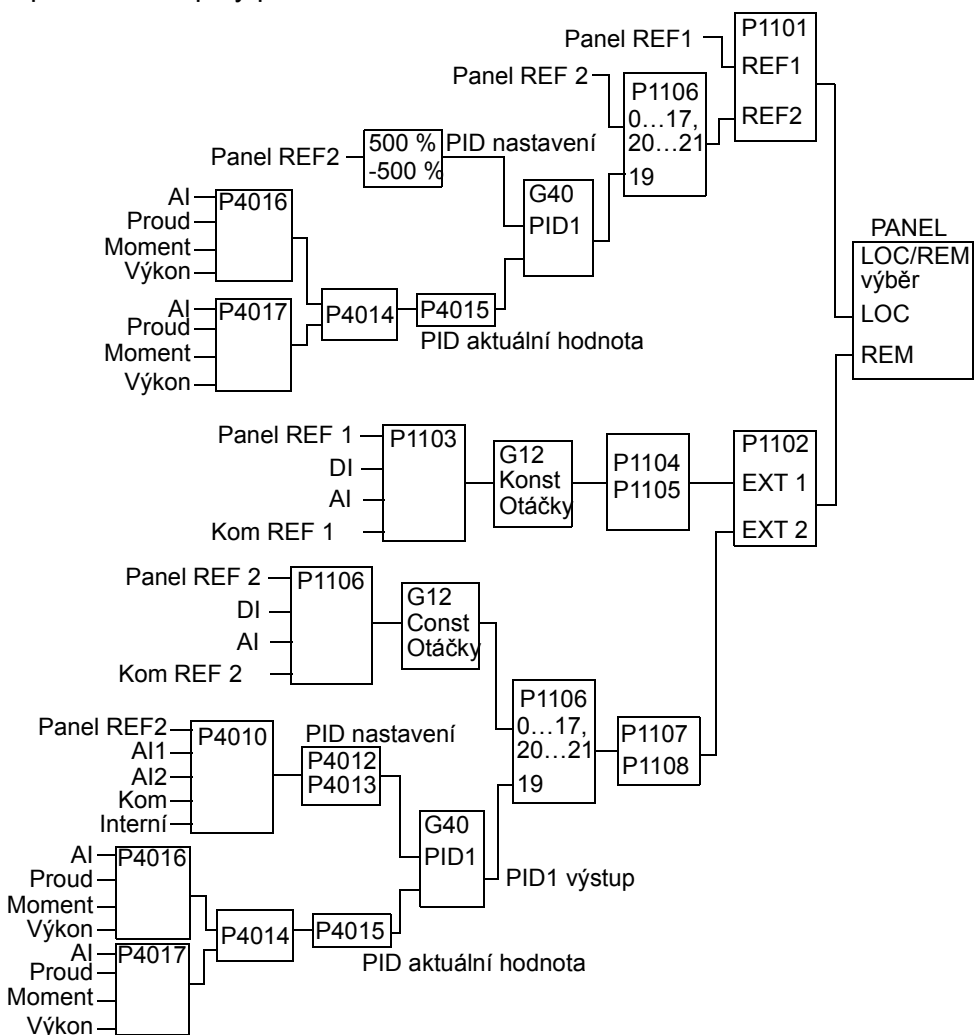 Panel REF1
P1101
REF1
REF2
Panel REF 2
P1106
0…17,
20…21
19
Panel REF2
500 %
-500 %
PID nastavení
G40
PID1
AI
Proud
Moment
Výkon
P4016
AI
Proud
Moment
Výkon
P4017
P4014
P4015
PID aktuální hodnota
PANEL
LOC/REM
výběr
LOC
REM
Panel REF 1
DI
AI
Kom REF 1
P1103
G12
Konst
Otáčky
P1104
P1105
P1102
EXT 1
EXT 2
Panel REF 2
DI
AI
Kom REF 2
P1106
G12
Const
Otáčky
P1106
0…17,
20…21
19
P1107
P1108
Panel REF2
AI1
AI2
Kom
Interní
P4010
PID nastavení
P4012
P4013
G40
PID1
PID1 výstup
AI
Proud
Moment
Výkon
P4016
AI
Proud
Moment
Výkon
P4017
P4014
P4015
PID aktuální hodnota